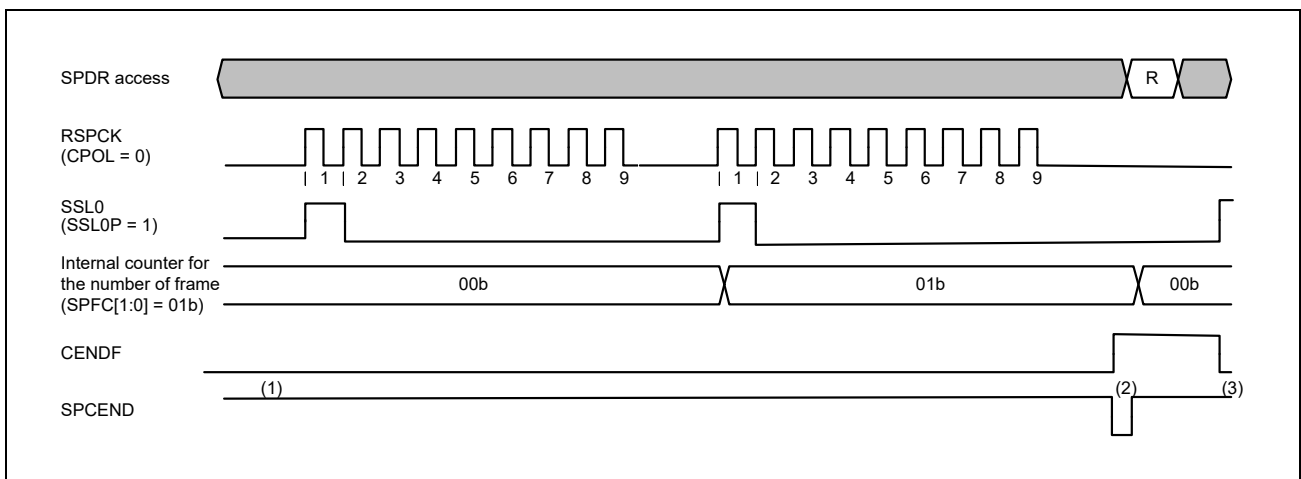 SPDR access
R
RSPCK
(CPOL = 0)
| 1 | 2 3 4 5 6 7 8 9 | 1 | 2 3 4 5 6 7 8 9
SSL0
(SSL0P = 1)
Internal counter for
the number of frame
(SPFC[1:0] = 01b)
00b 01b 00b
CENDF
(1) (2) (3)
SPCEND